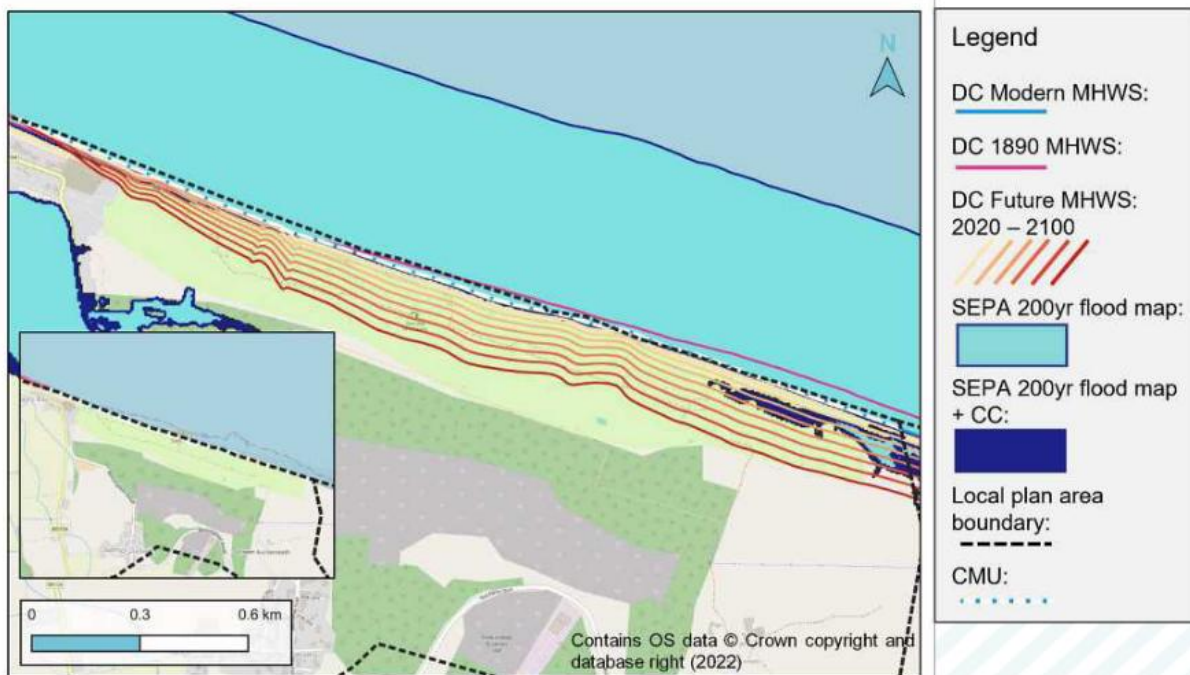 N
0 0.3 0.6 km
Contains OS data © Crown copyright and
database right (2022)
Legend
DC Modern MHWS:
DC 1890 MHWS:
DC Future MHWS:
2020 – 2100
SEPA 200yr flood map:
SEPA 200yr flood map
+ CC:
Local plan area
boundary:
CMU: